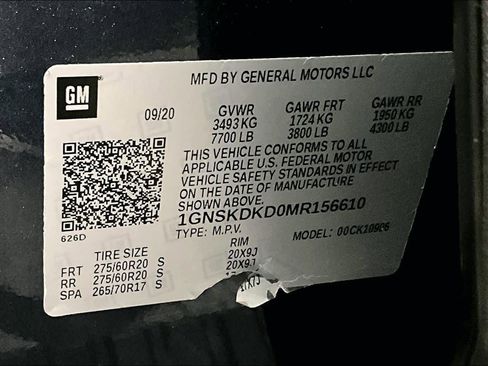 GM
MFD BY GENERAL MOTORS LLC
09/20 GVWR GAWR FRT GAWR RR
3493 KG 1724 KG 1950 KG
7700 LB 3800 LB 4300 LB
THIS VEHICLE CONFORMS TO ALL
APPLICABLE U.S. FEDERAL MOTOR
VEHICLE SAFETY STANDARDS IN EFFECT
ON THE DATE OF MANUFACTURE
SHOWN ABOVE.
1GNSKDKD0MR156610
626D TYPE: M.P.V. MODEL: 00CK10906
TIRE SIZE RIM
FRT 275/60R20 S 20X9J
RR 275/60R20 S 20X9J
SPA 265/70R17 S 17X7J